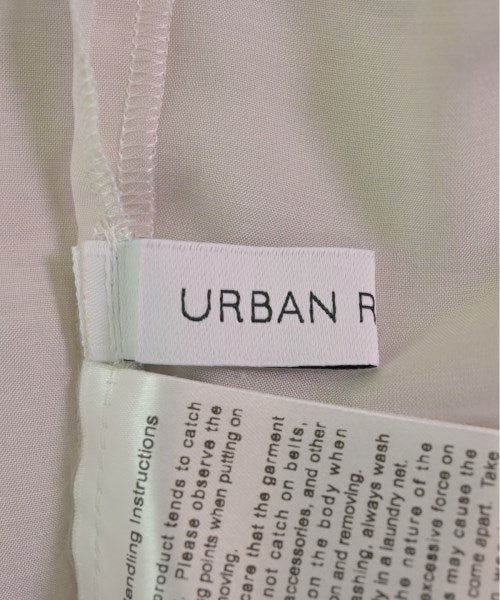 URBAN R
Handling Instructions
product tends to catch
. Please observe the
ng points when putting on
moving.
care that the garment
not catch on belts,
accessories, and other
on the body when
on and removing.
ashing, always wash
y in a laundry net.
the nature of the
excessive force on
s may cause the
come apart. Take